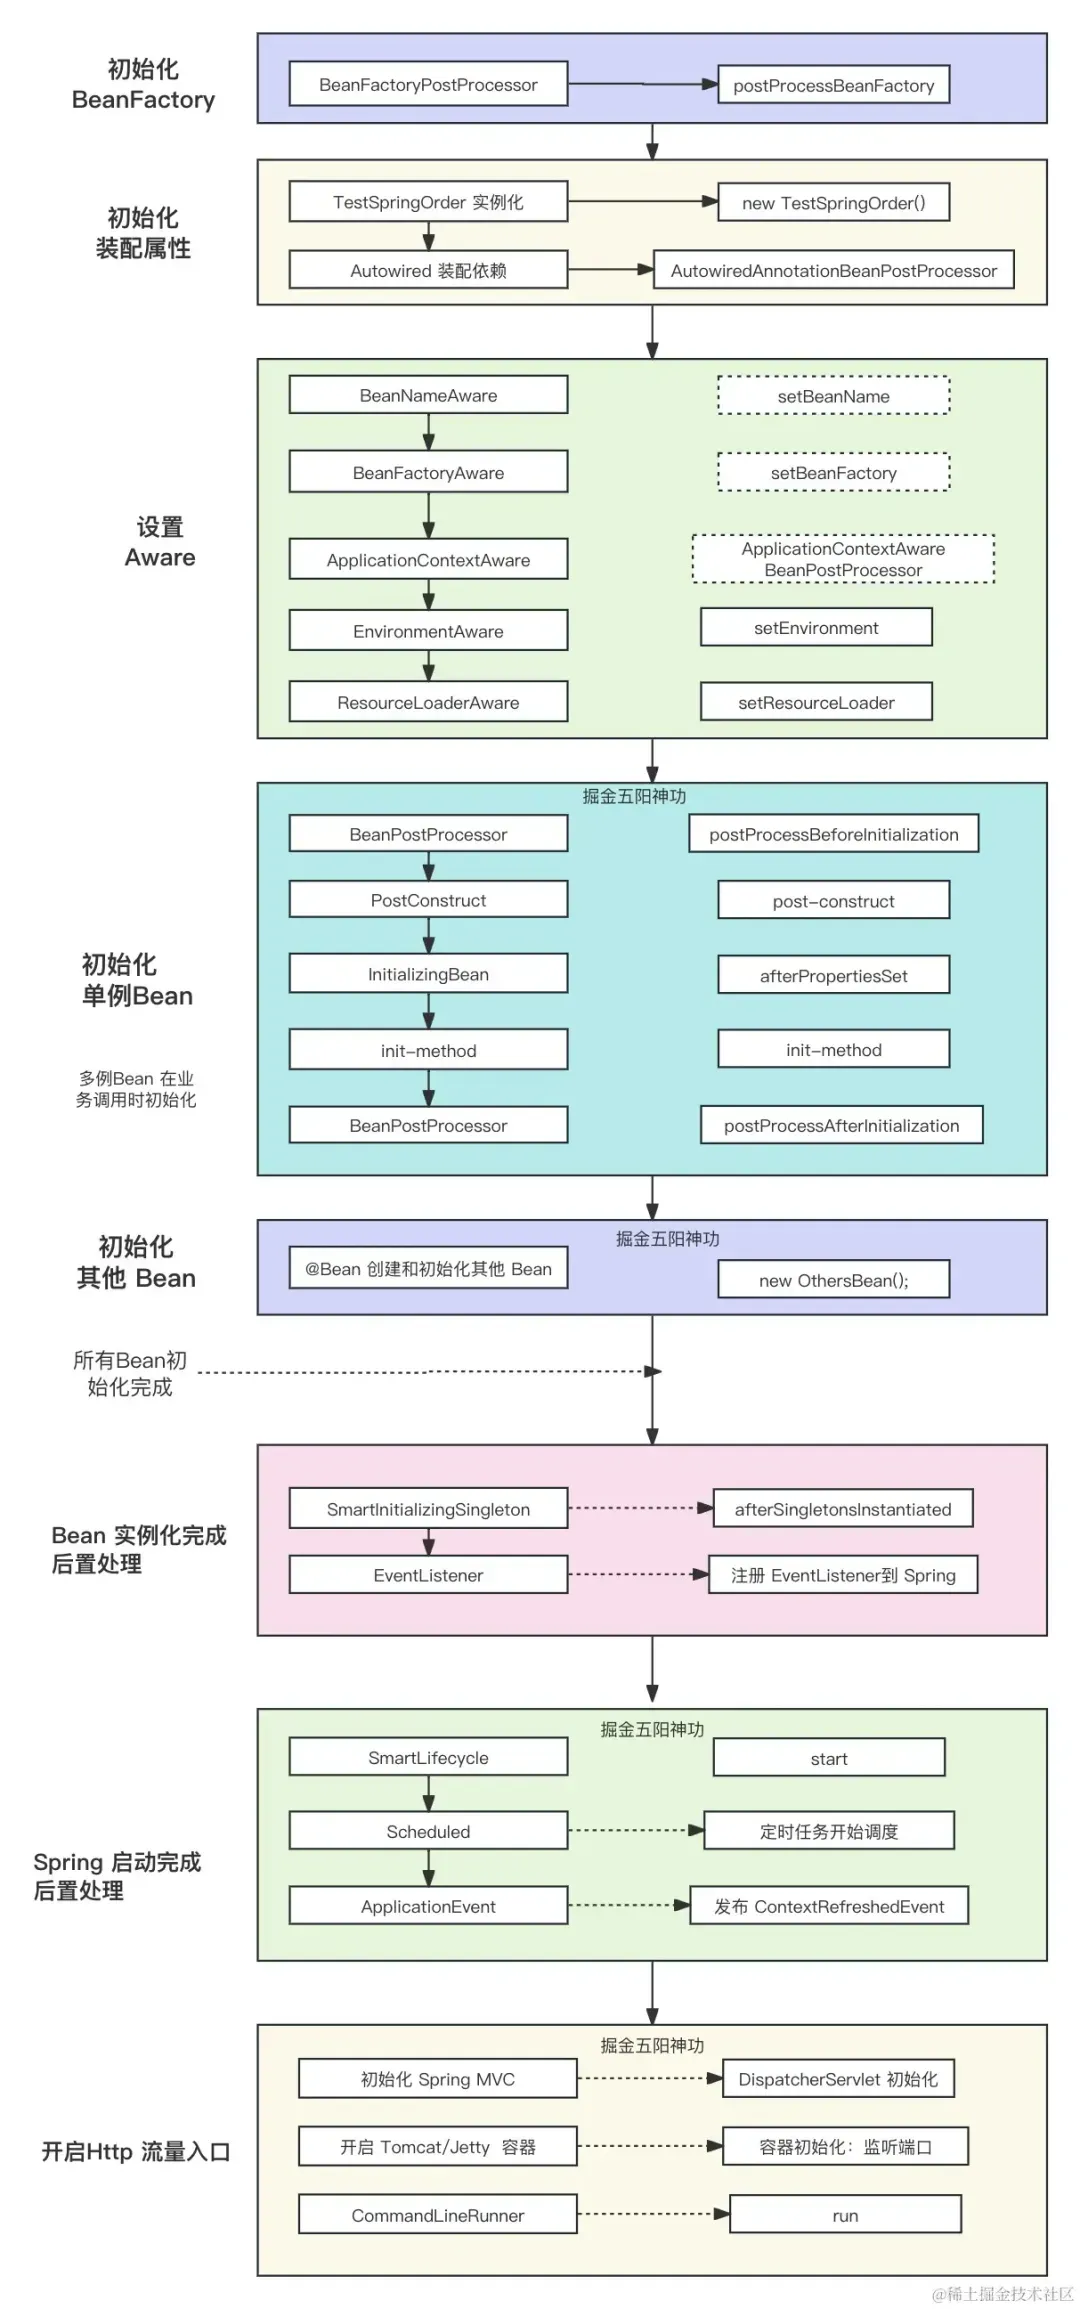 初始化
BeanFactory
BeanFactoryPostProcessor
postProcessBeanFactory
初始化
装配属性
TestSpringOrder 实例化
new TestSpringOrder()
Autowired 装配依赖
AutowiredAnnotationBeanPostProcessor
设置
Aware
BeanNameAware
setBeanName
BeanFactoryAware
setBeanFactory
ApplicationContextAware
ApplicationContextAware
BeanPostProcessor
EnvironmentAware
setEnvironment
ResourceLoaderAware
setResourceLoader
掘金五阳神功
初始化
单例Bean
多例Bean 在业
务调用时初始化
BeanPostProcessor
postProcessBeforeInitialization
PostConstruct
post-construct
InitializingBean
afterPropertiesSet
init-method
init-method
BeanPostProcessor
postProcessAfterInitialization
初始化
其他 Bean
掘金五阳神功
@Bean 创建和初始化其他 Bean
new OthersBean();
所有Bean初
始化完成
Bean 实例化完成
后置处理
SmartInitializingSingleton
afterSingletonsInstantiated
EventListener
注册 EventListener到 Spring
Spring 启动完成
后置处理
掘金五阳神功
SmartLifecycle
start
Scheduled
定时任务开始调度
ApplicationEvent
发布 ContextRefreshedEvent
开启Http 流量入口
掘金五阳神功
初始化 Spring MVC
DispatcherServlet 初始化
开启 Tomcat/Jetty 容器
容器初始化：监听端口
CommandLineRunner
run
@稀土掘金技术社区